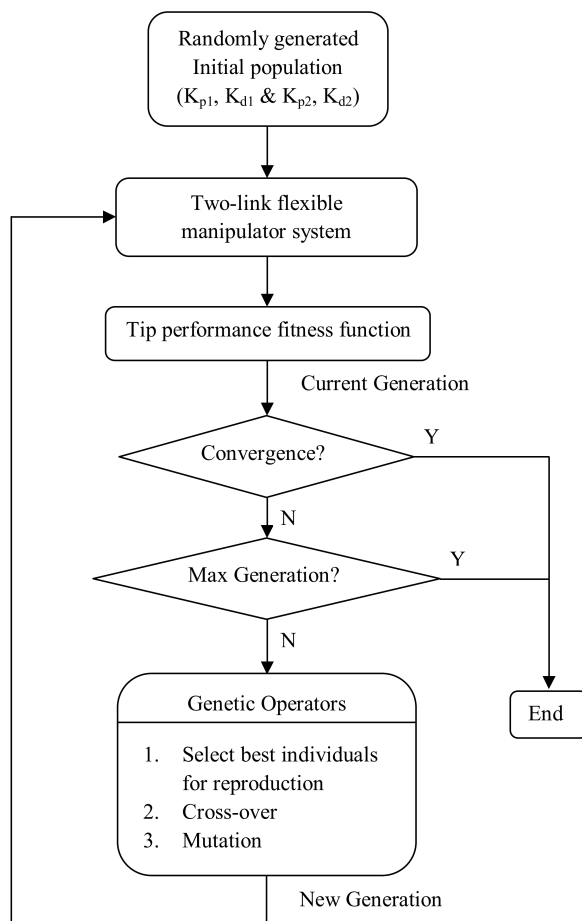 Randomly generated
Initial population
(Kp1, Kd1 & Kp2, Kd2)
Two-link flexible
manipulator system
Tip performance fitness function
Current Generation
Convergence?
Y
N
Max Generation?
Y
N
Genetic Operators
End
1. Select best individuals
for reproduction
2. Cross-over
3. Mutation
New Generation